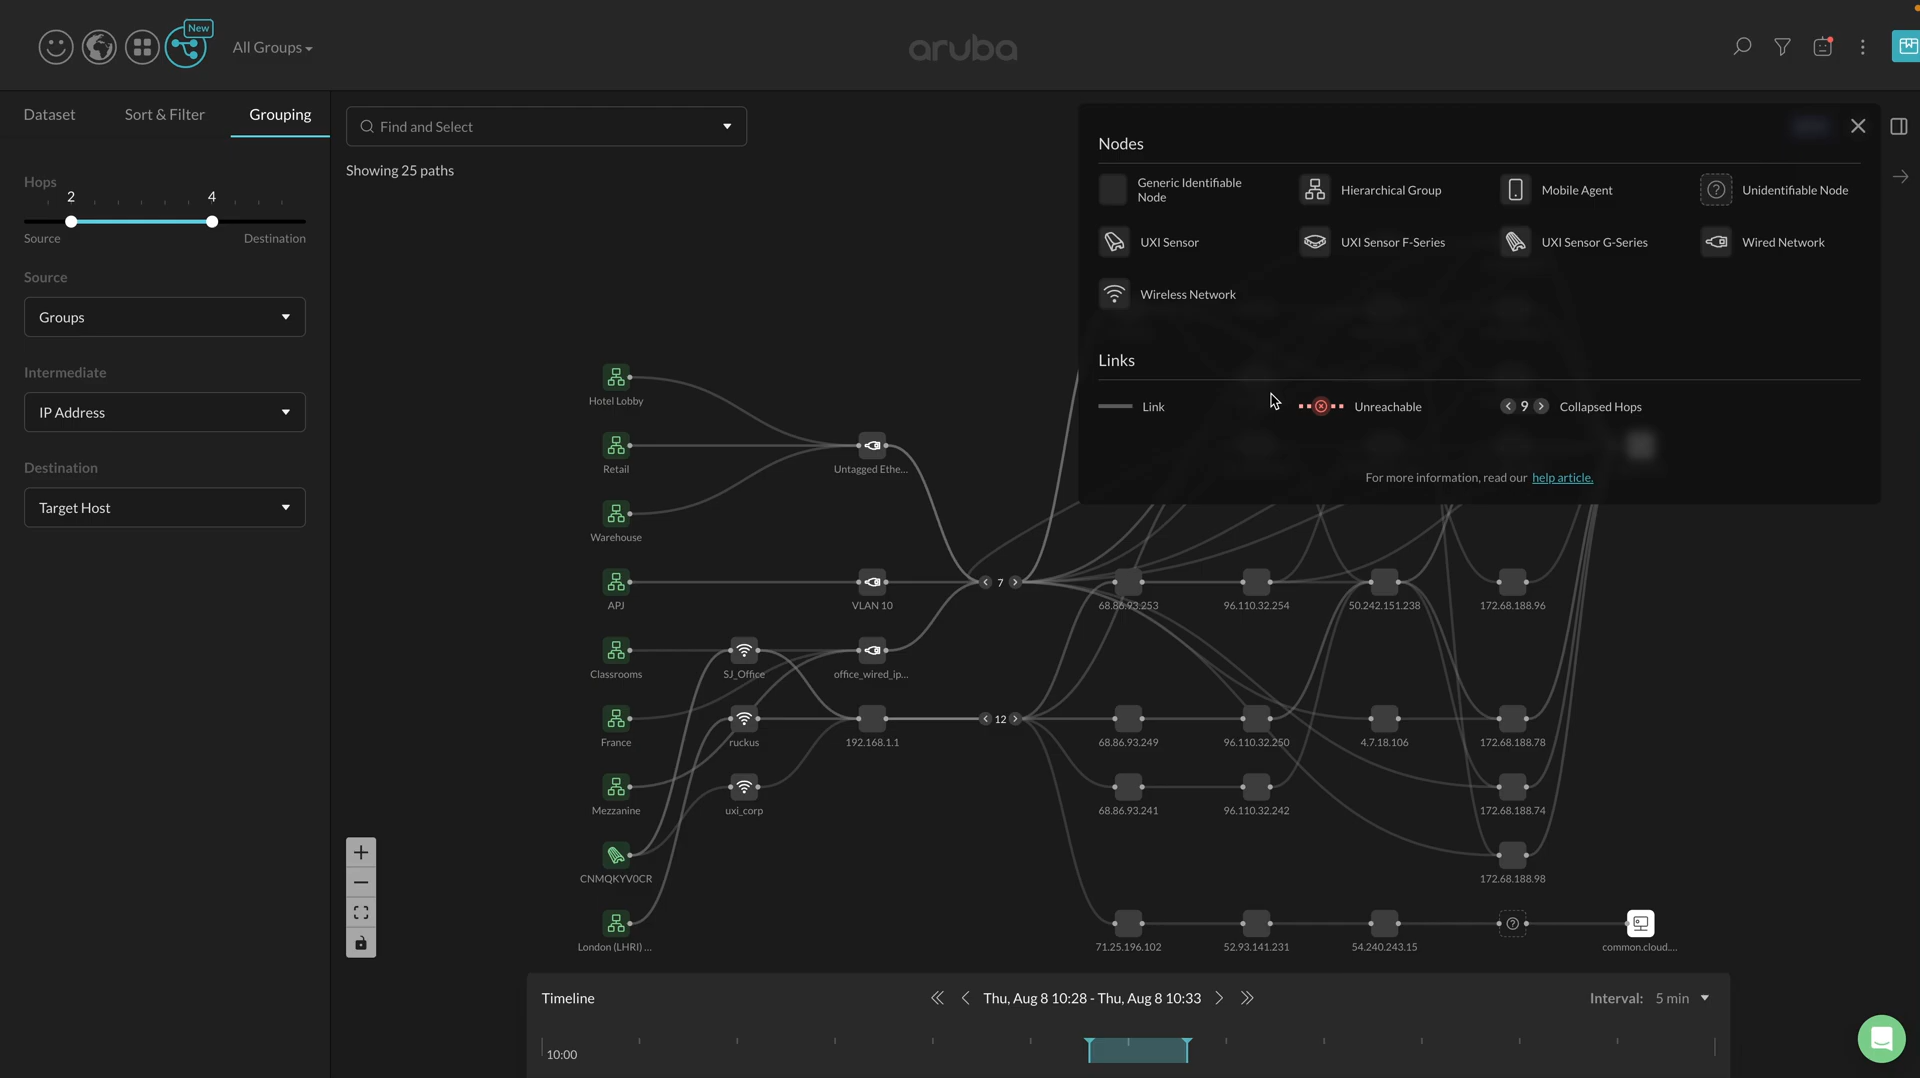 New
All Groups
aruba
Dataset
Sort & Filter
Grouping
Hops
2
4
Source
Destination
Source
Groups
Intermediate
IP Address
Destination
Target Host
Find and Select
Showing 25 paths
Nodes
Generic Identifiable
Node
Hierarchical Group
Mobile Agent
Unidentifiable Node
UXI Sensor
UXI Sensor F-Series
UXI Sensor G-Series
Wired Network
Wireless Network
Links
Link
Unreachable
9
Collapsed Hops
For more information, read our help article.
Hotel Lobby
Retail
Untagged Ethe...
Warehouse
7
APJ
VLAN 10
68.86.93.253
96.110.32.254
50.242.151.238
172.68.188.96
Classrooms
SJ_Office
office_wired_ip...
12
France
ruckus
192.168.1.1
68.86.93.249
96.110.32.250
4.7.18.106
172.68.188.78
Mezzanine
uxi_corp
68.86.93.241
96.110.32.242
172.68.188.74
CNMQKYV0CR
172.68.188.98
London (LHRI) ...
71.25.196.102
52.93.141.231
54.240.243.15
common.cloud....
Timeline
Thu, Aug 8 10:28 - Thu, Aug 8 10:33
Interval: 5 min
10:00